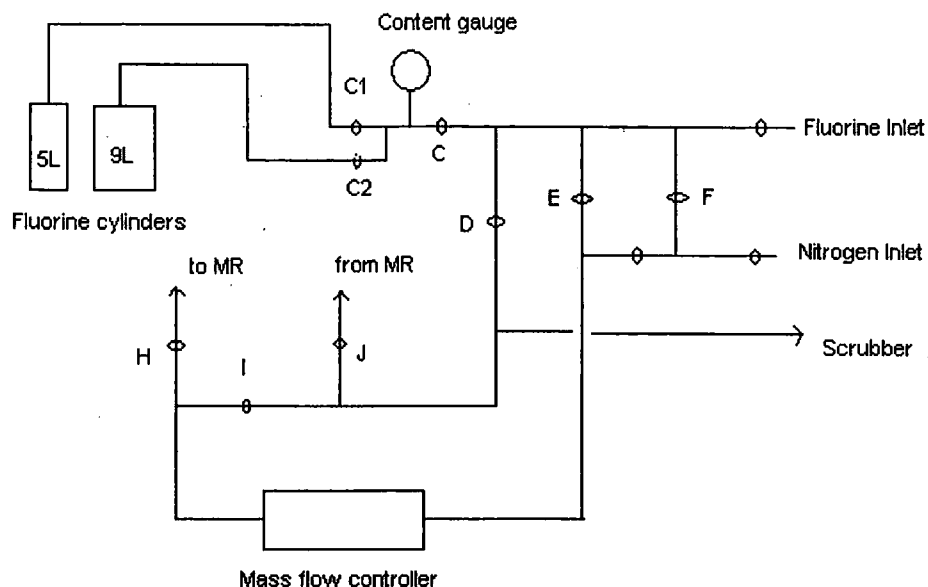 Content gauge
C1
Fluorine Inlet
C
5L
9L
C2
E
F
Fluorine cylinders
D
to MR
from MR
Nitrogen Inlet
H
I
J
Scrubber
Mass flow controller